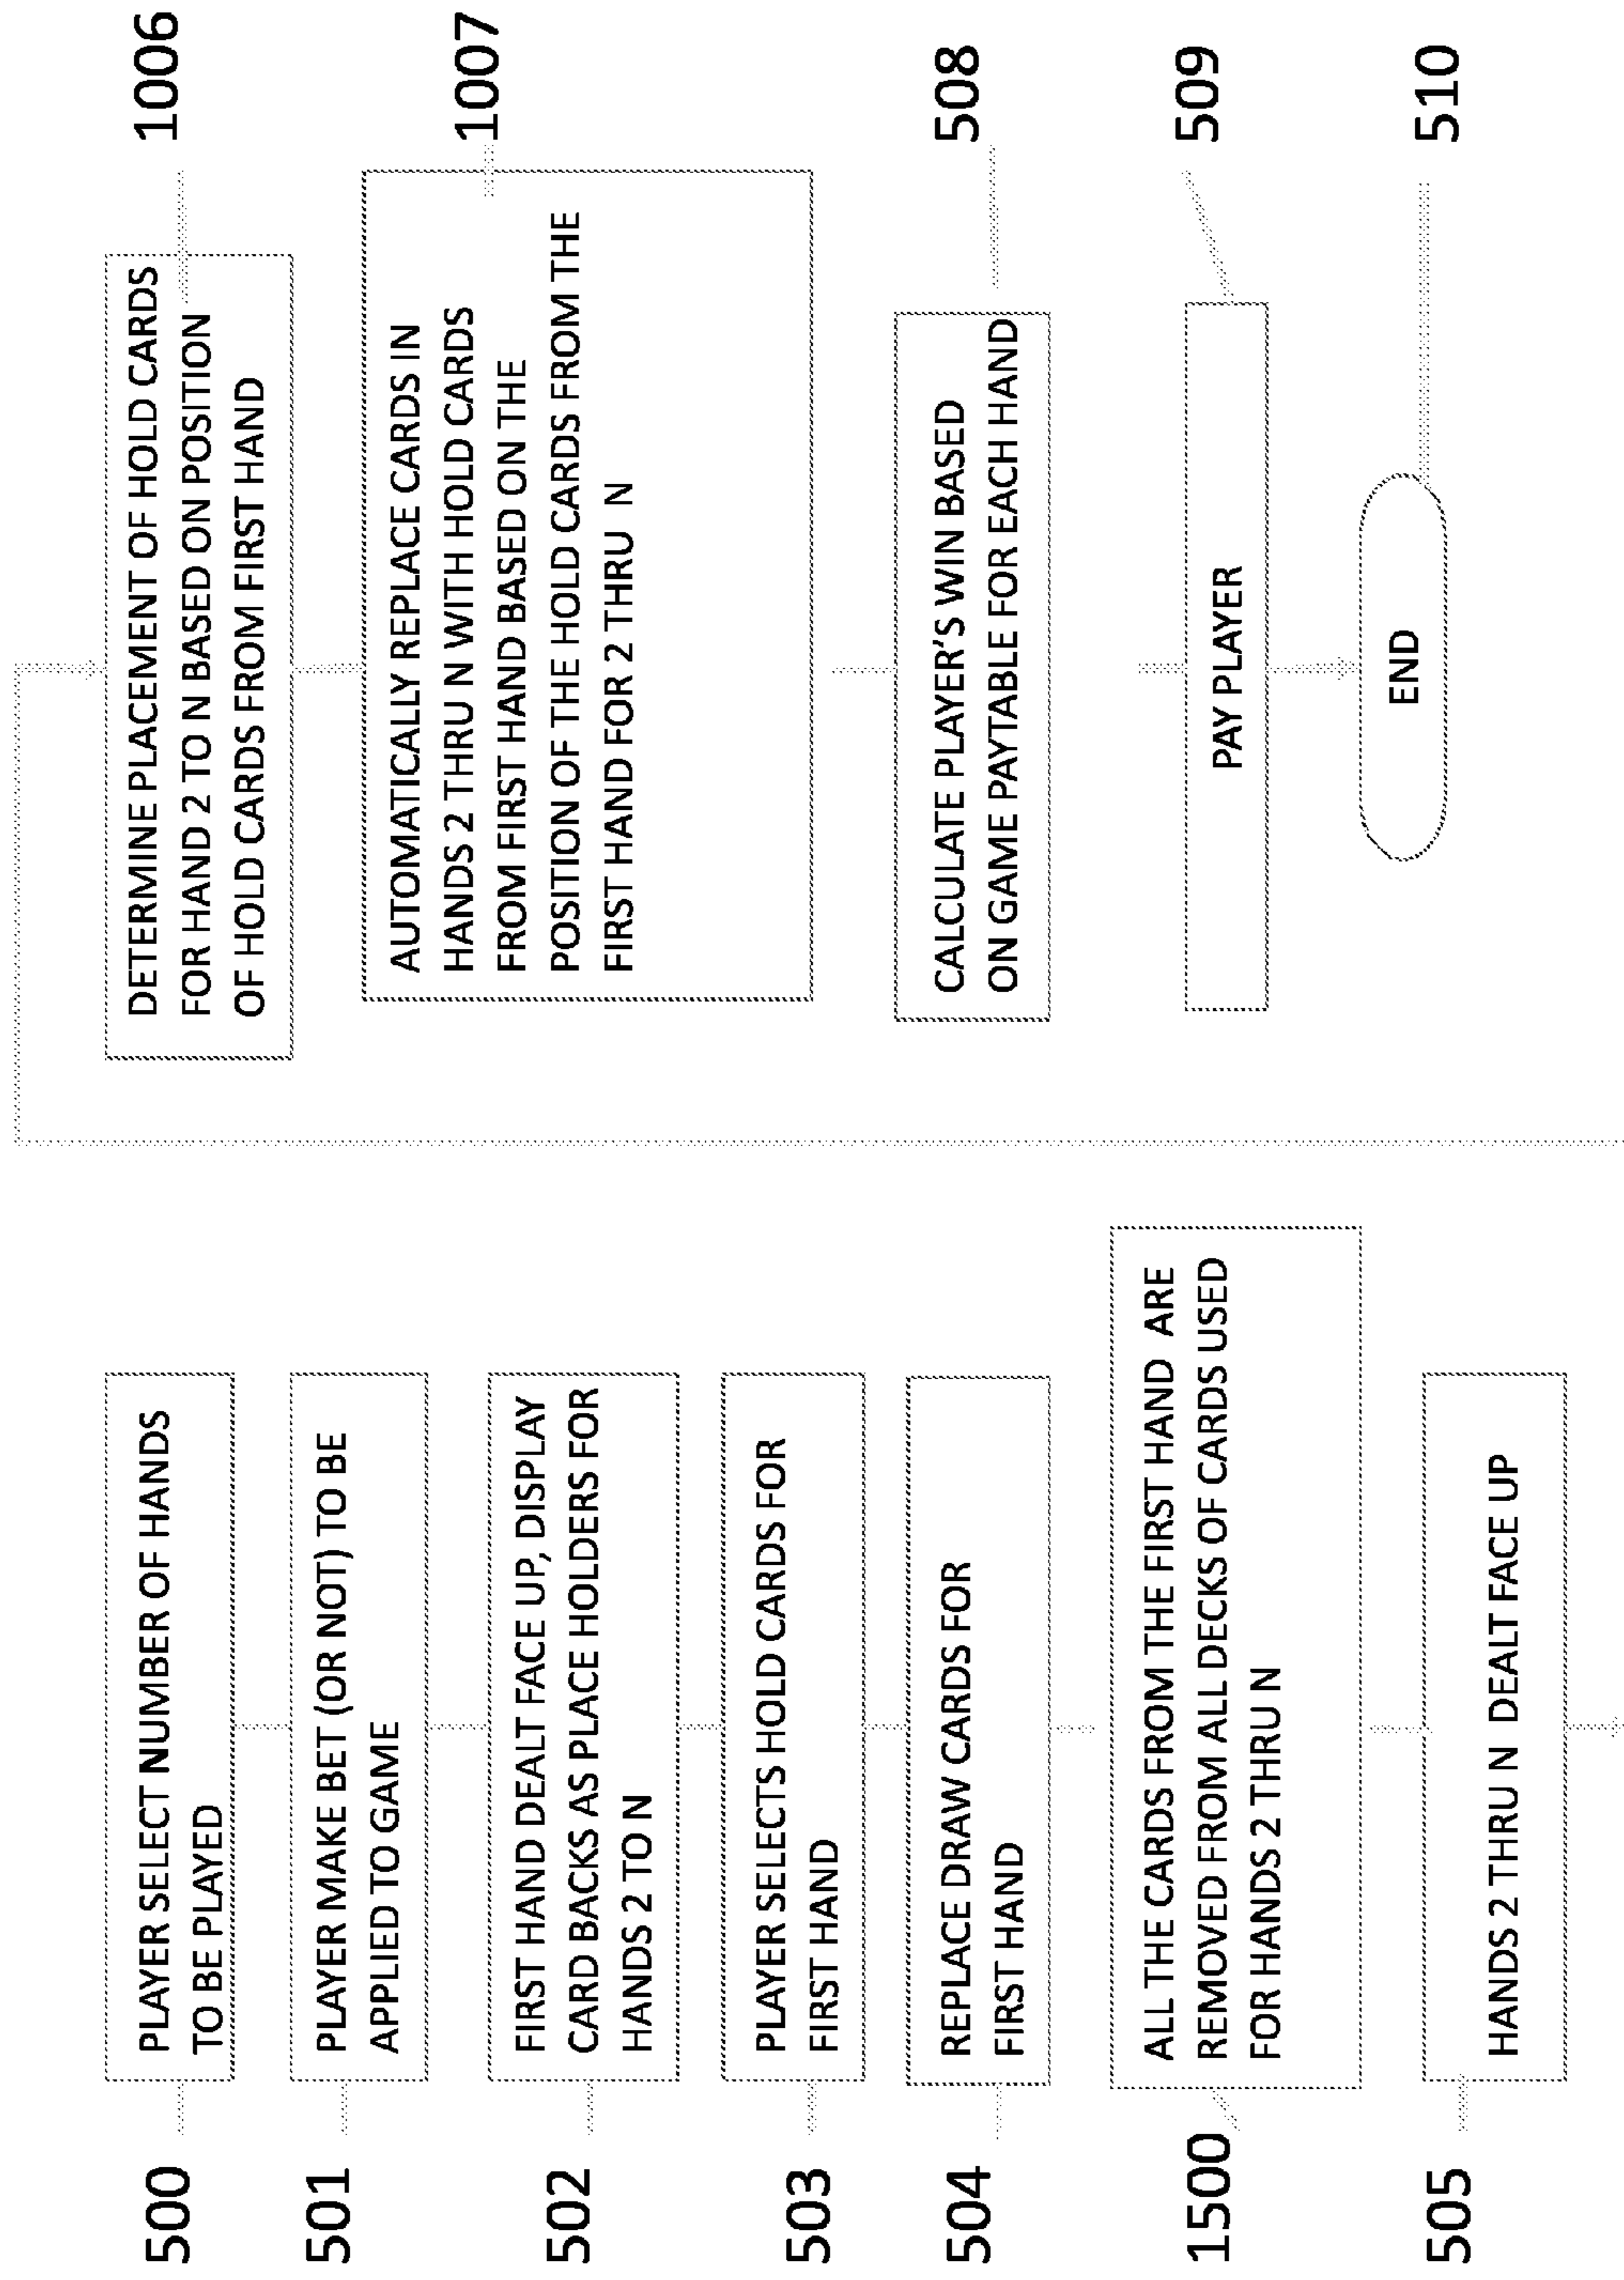 500
PLAYER SELECT NUMBER OF HANDS
TO BE PLAYED
501
PLAYER MAKE BET (OR NOT) TO BE
APPLIED TO GAME
502
FIRST HAND DEALT FACE UP, DISPLAY
CARD BACKS AS PLACE HOLDERS FOR
HANDS 2 TO N
503
PLAYER SELECTS HOLD CARDS FOR
FIRST HAND
504
REPLACE DRAW CARDS FOR
FIRST HAND
1500
ALL THE CARDS FROM THE FIRST HAND ARE
REMOVED FROM ALL DECKS OF CARDS USED
FOR HANDS 2 THRU N
505
HANDS 2 THRU N DEALT FACE UP
DETERMINE PLACEMENT OF HOLD CARDS
FOR HAND 2 TO N BASED ON POSITION
OF HOLD CARDS FROM FIRST HAND
1006
AUTOMATICALLY REPLACE CARDS IN
HANDS 2 THRU N WITH HOLD CARDS
FROM FIRST HAND BASED ON THE
POSITION OF THE HOLD CARDS FROM THE
FIRST HAND FOR 2 THRU N
1007
CALCULATE PLAYER'S WIN BASED
ON GAME PAYTABLE FOR EACH HAND
508
PAY PLAYER
509
END
510